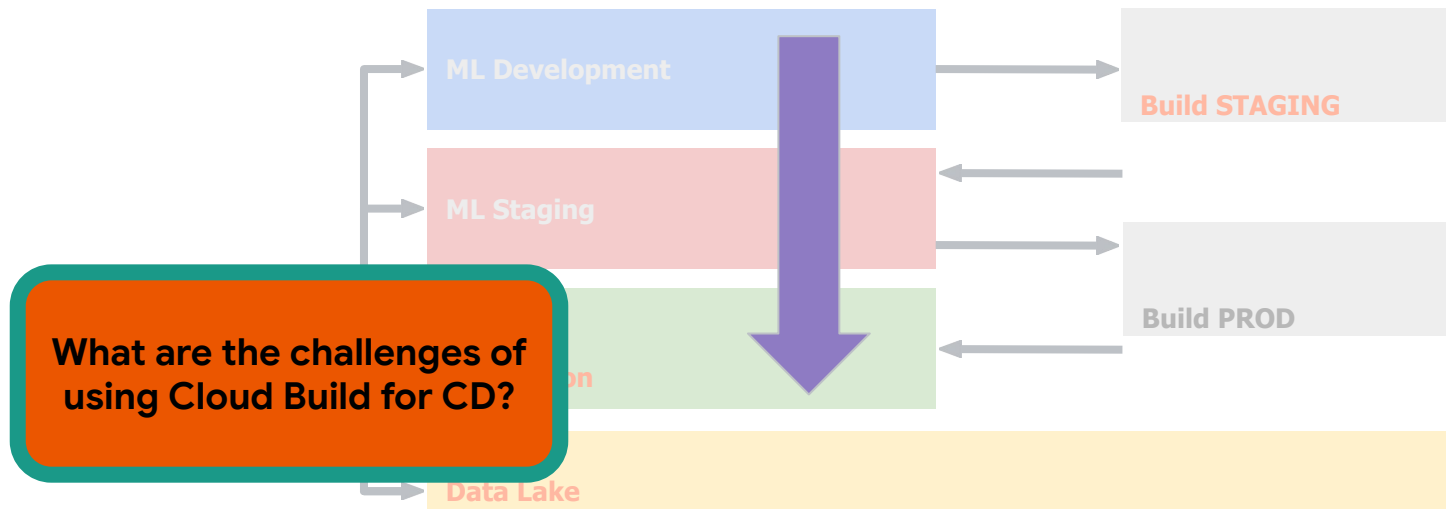 ML Development
Build STAGING
ML Staging
Build PROD
What are the challenges of
using Cloud Build for CD?
Data Lake